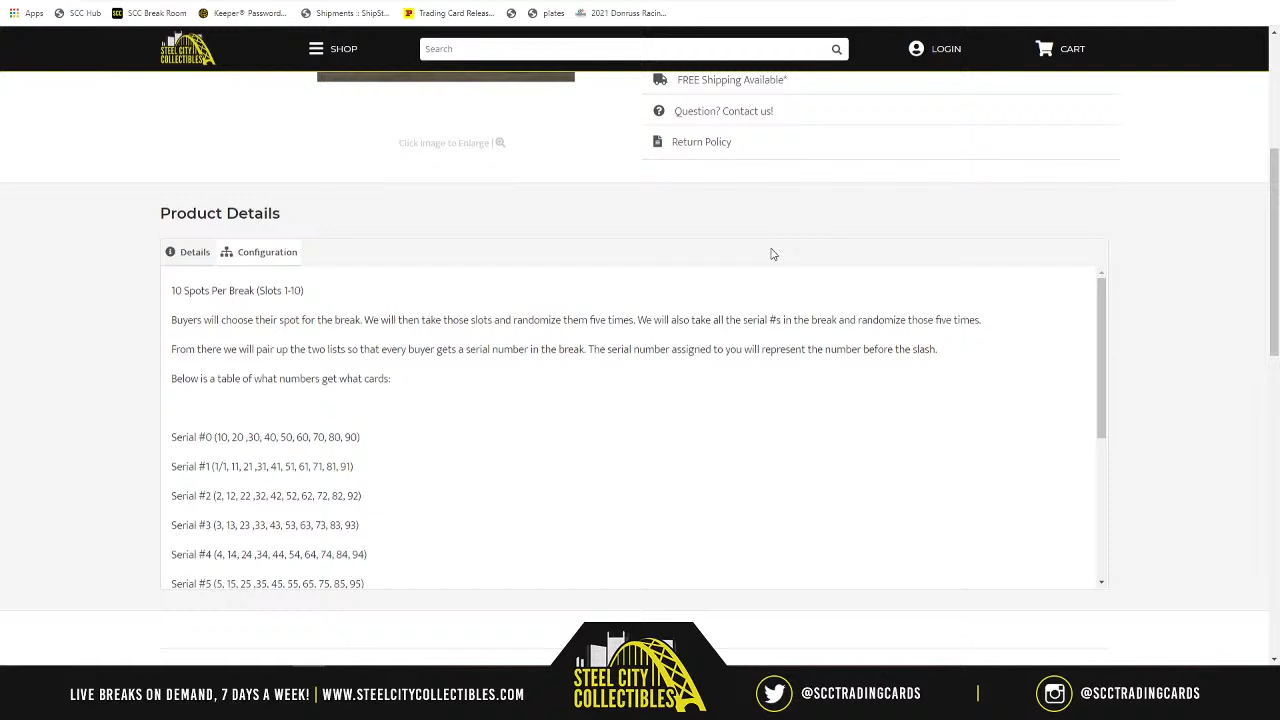 Apps SCC Hub SCC Break Room Keeper® Password... Shipments :: ShipSt... Trading Card Releas... plates 2021 Donruss Racin...
STEEL CITY COLLECTIBLES SHOP Search LOGIN CART
FREE Shipping Available*
Question? Contact us!
Click Image to Enlarge |
Return Policy
Product Details
Details Configuration
10 Spots Per Break (Slots 1-10)
Buyers will choose their spot for the break. We will then take those slots and randomize them five times. We will also take all the serial #s in the break and randomize those five times.
From there we will pair up the two lists so that every buyer gets a serial number in the break. The serial number assigned to you will represent the number before the slash.
Below is a table of what numbers get what cards:
Serial #0 (10, 20 ,30, 40, 50, 60, 70, 80, 90)
Serial #1 (1/1, 11, 21 ,31, 41, 51, 61, 71, 81, 91)
Serial #2 (2, 12, 22 ,32, 42, 52, 62, 72, 82, 92)
Serial #3 (3, 13, 23 ,33, 43, 53, 63, 73, 83, 93)
Serial #4 (4, 14, 24 ,34, 44, 54, 64, 74, 84, 94)
Serial #5 (5, 15, 25 ,35, 45, 55, 65, 75, 85, 95)
LIVE BREAKS ON DEMAND, 7 DAYS A WEEK! | WWW.STEELCITYCOLLECTIBLES.COM
STEEL CITY
COLLECTIBLES
@SCCTRADINGCARDS | @SCCTRADINGCARDS